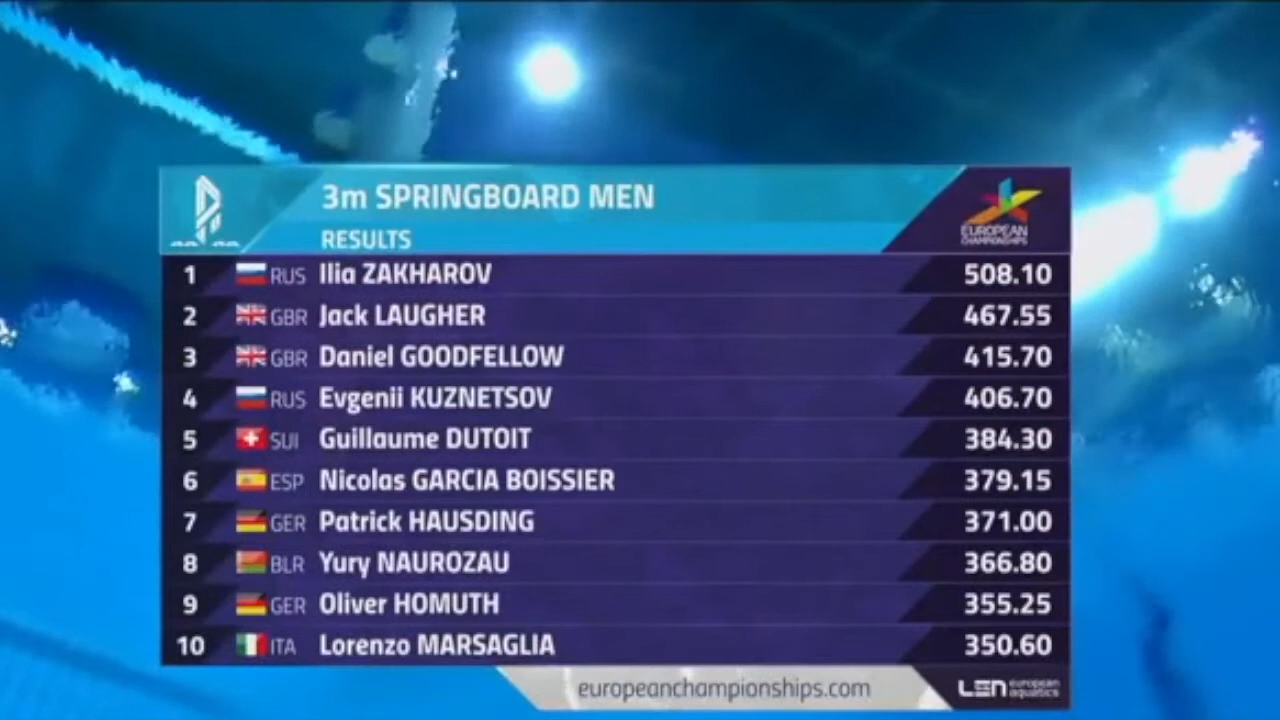 3m SPRINGBOARD MEN
RESULTS
EUROPEAN
CHAMPIONSHIPS
1 RUS Ilia ZAKHAROV 508.10
2 GBR Jack LAUGHER 467.55
3 GBR Daniel GOODFELLOW 415.70
4 RUS Evgenii KUZNETSOV 406.70
5 SUI Guillaume DUTOIT 384.30
6 ESP Nicolas GARCIA BOISSIER 379.15
7 GER Patrick HAUSDING 371.00
8 BLR Yury NAUROZAU 366.80
9 GER Oliver HOMUTH 355.25
10 ITA Lorenzo MARSAGLIA 350.60
europeanchampionships.com
LEN european
aquatics